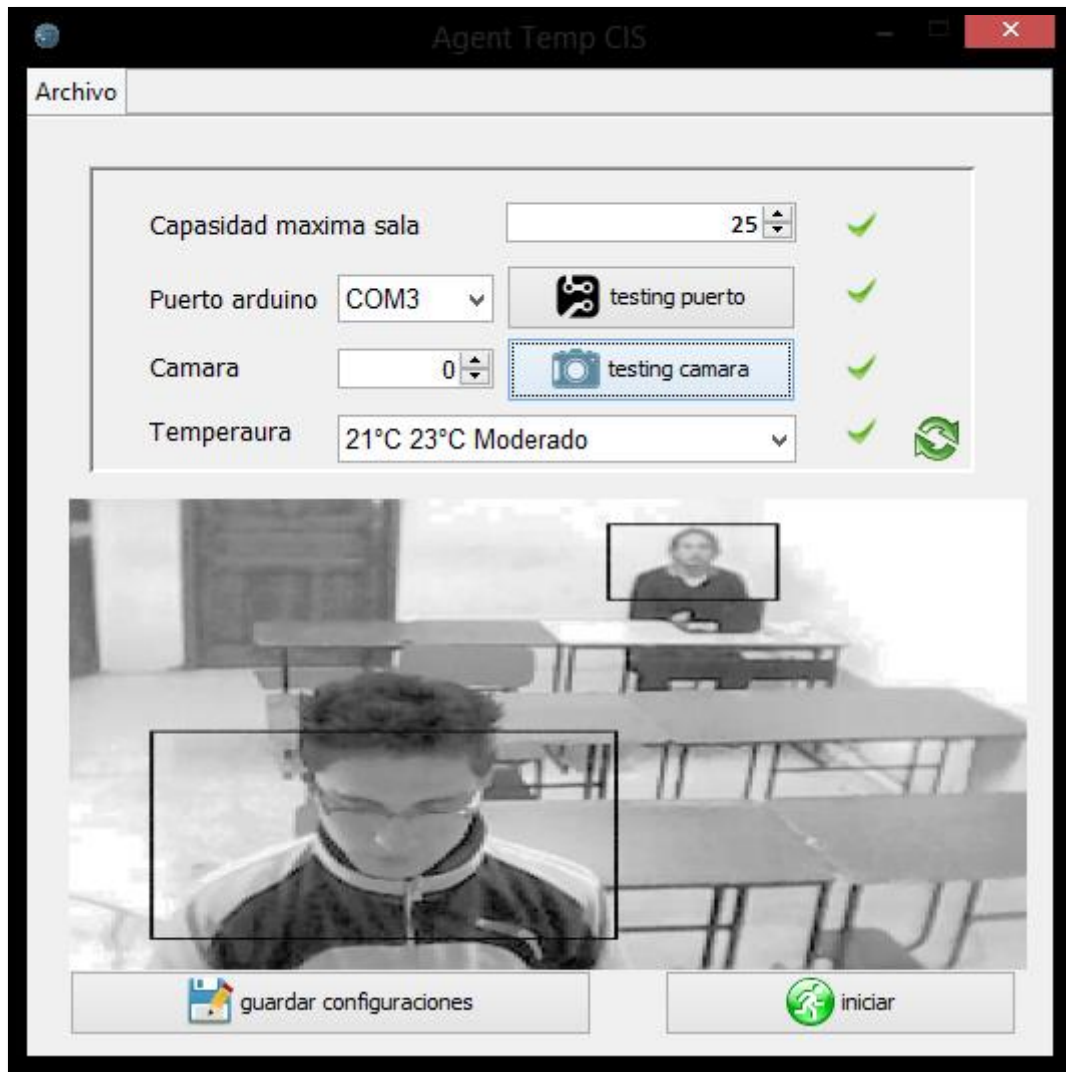 Agent Temp CIS
Archivo
Capasidad maxima sala 25
Puerto arduino COM3 testing puerto
Camara 0 testing camara
Temperaura 21°C 23°C Moderado
guardar configuraciones iniciar